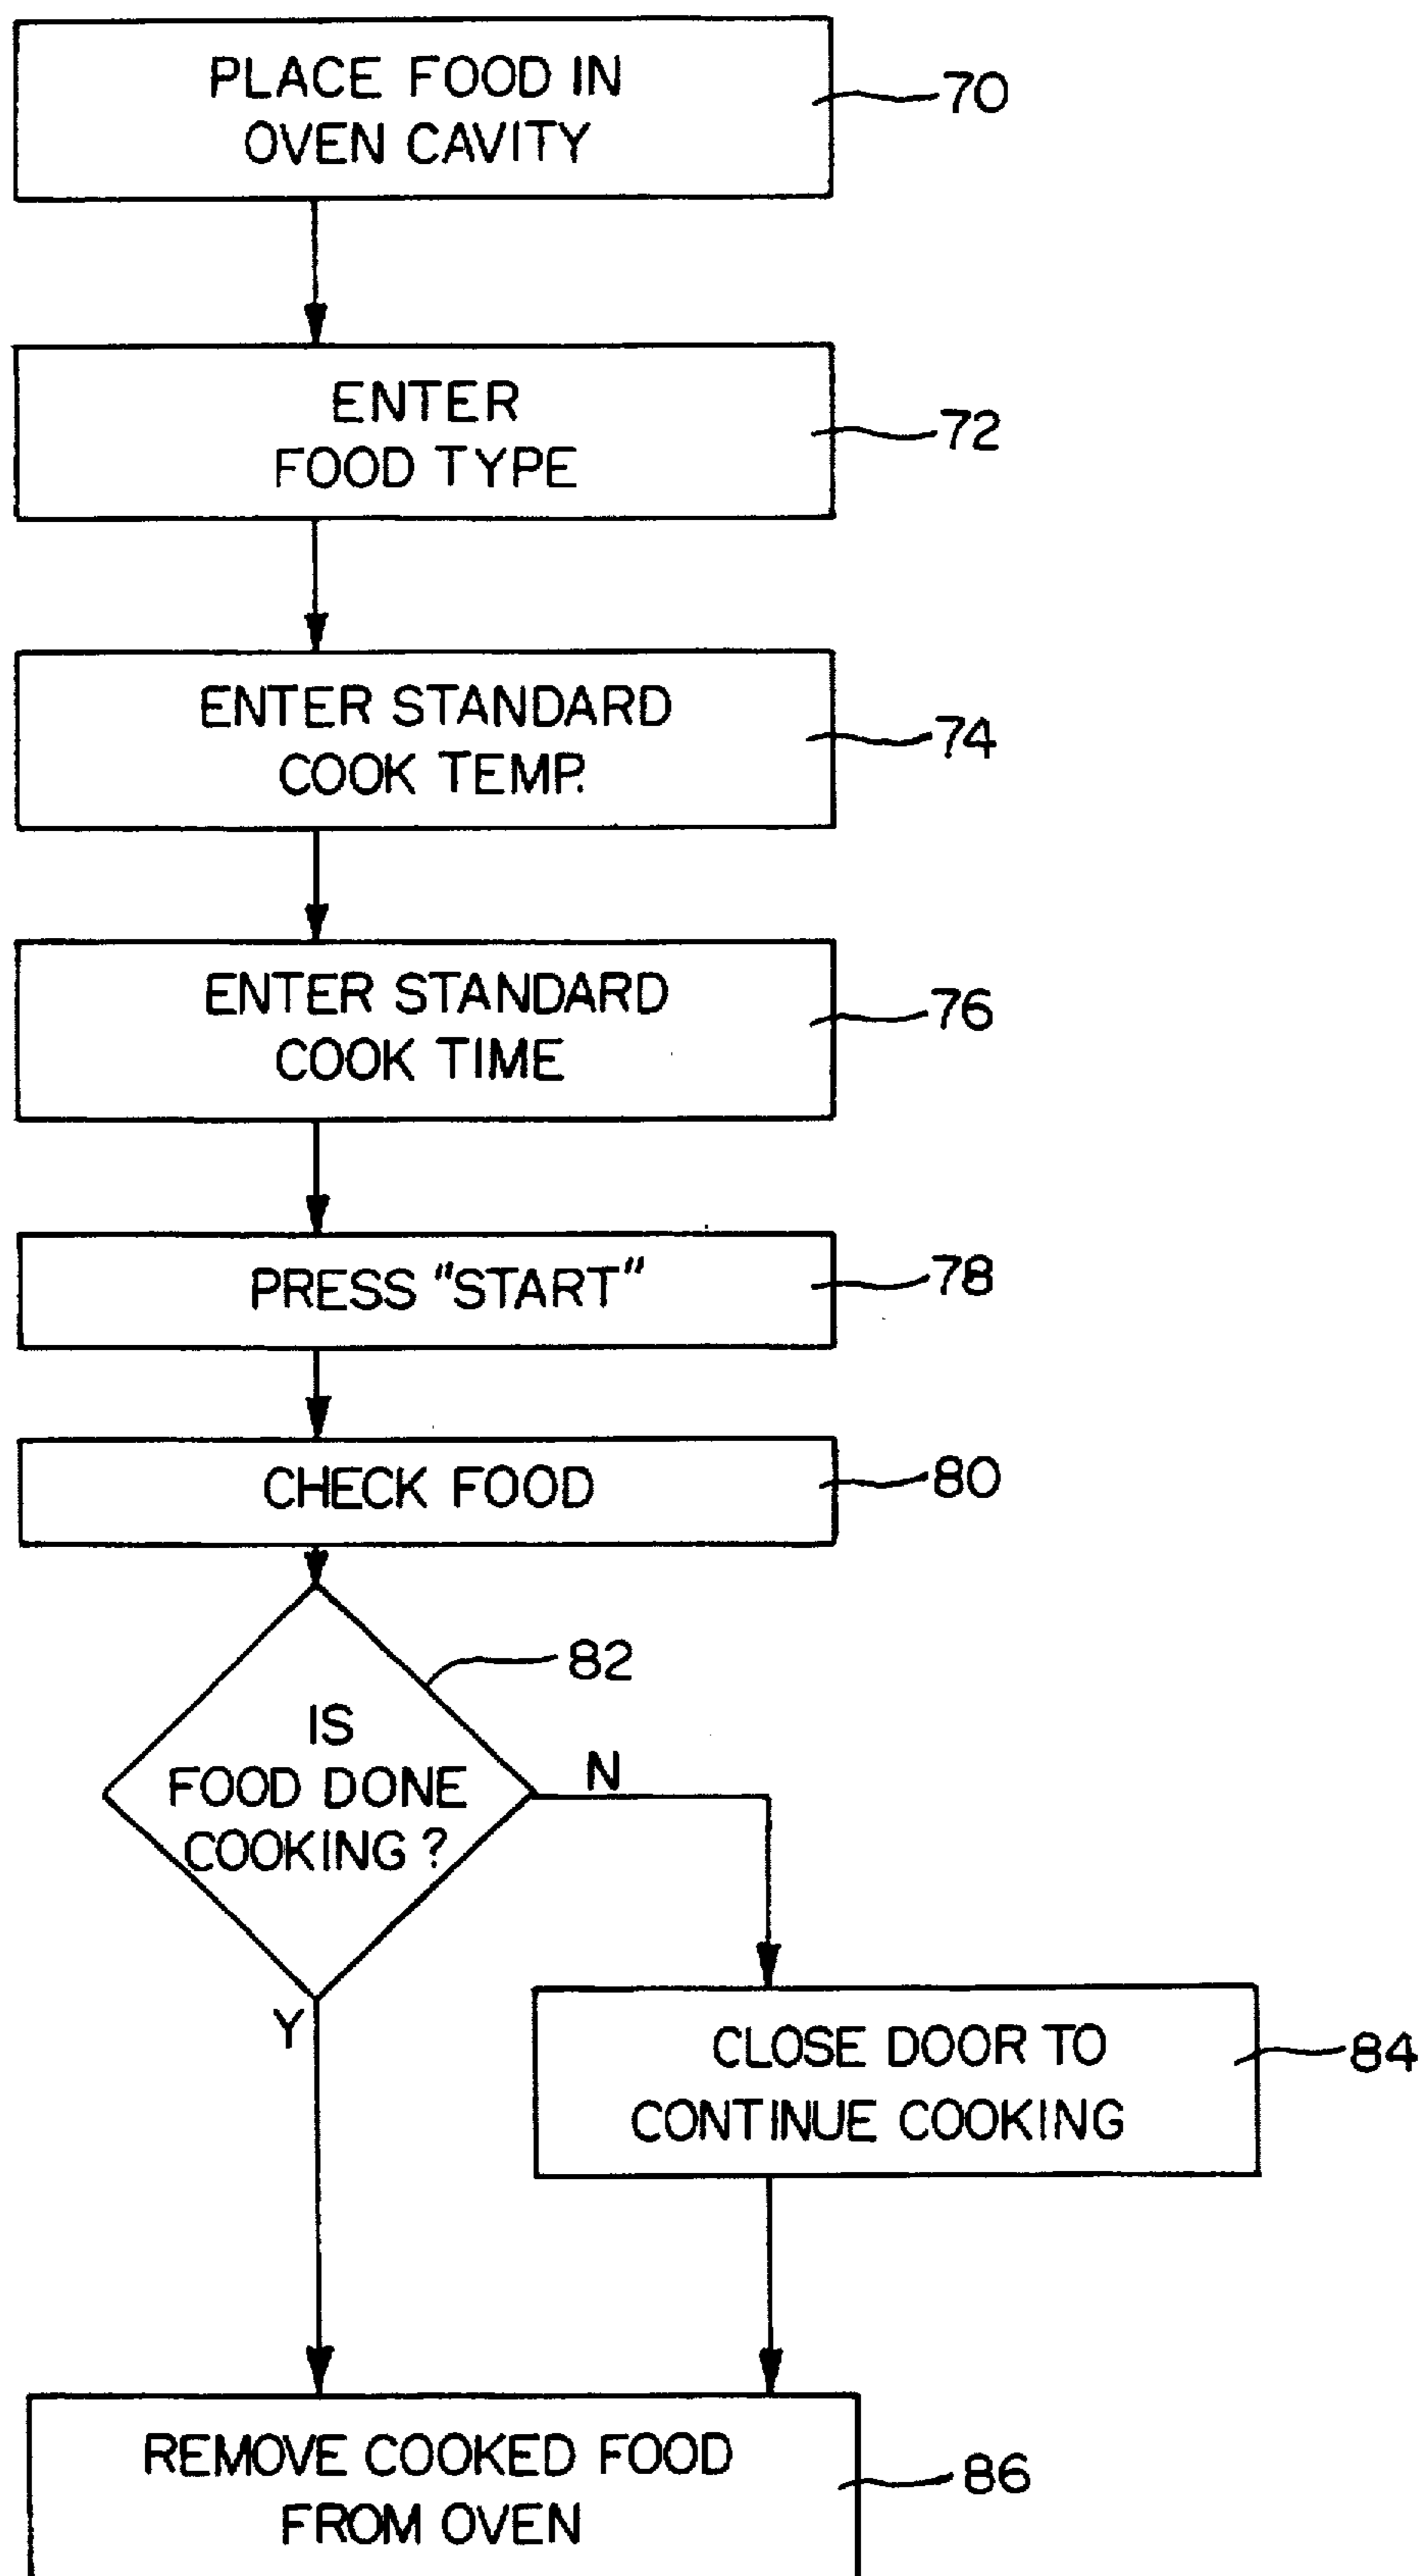 PLACE FOOD IN
OVEN CAVITY
70
ENTER
FOOD TYPE
72
ENTER STANDARD
COOK TEMP.
74
ENTER STANDARD
COOK TIME
76
PRESS "START"
78
CHECK FOOD
80
82
IS
FOOD DONE
COOKING?
N
Y
CLOSE DOOR TO
CONTINUE COOKING
84
REMOVE COOKED FOOD
FROM OVEN
86